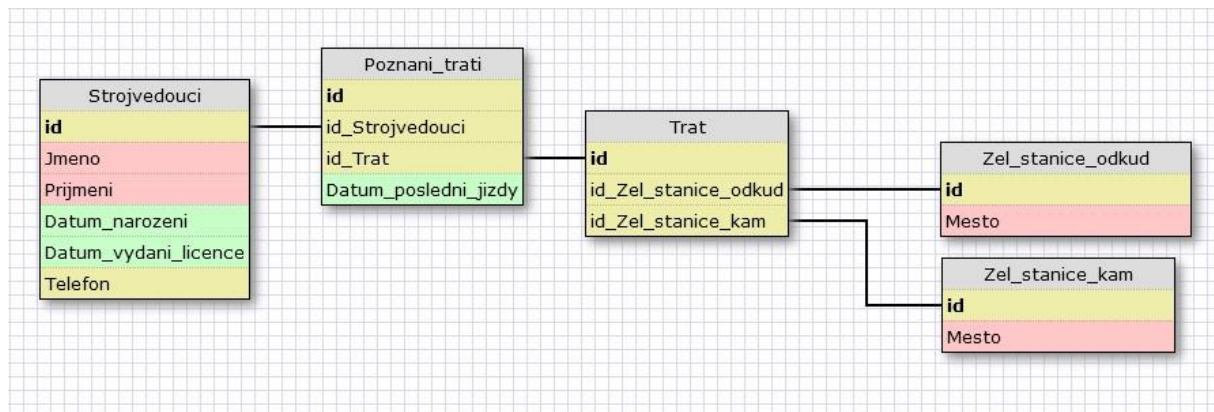 Strojvedouci
id
Jmeno
Prijmeni
Datum_narozeni
Datum_vydani_licence
Telefon
Poznani_trati
id
id_Strojvedouci
id_Trat
Datum_posledni_jizdy
Trat
id
id_Zel_stanice_odkud
id_Zel_stanice_kam
Zel_stanice_odkud
id
Mesto
Zel_stanice_kam
id
Mesto